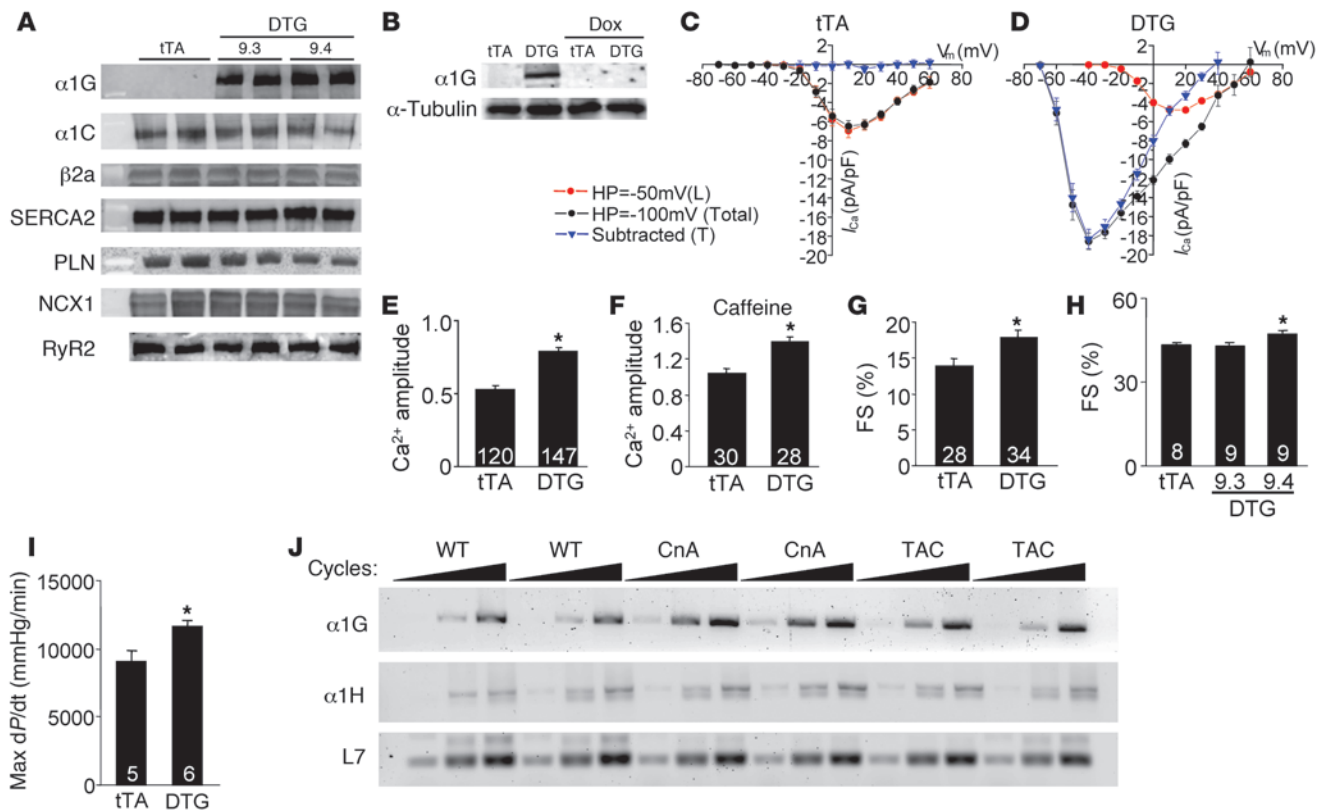 A
DTG
tTA 9.3 9.4
α1G
α1C
β2a
SERCA2
PLN
NCX1
RyR2
B
Dox
tTA DTG tTA DTG
α1G
α-Tubulin
C
tTA
Vm (mV)
2
-80 -60 -40 -20 20 40 60 80
-2
-4
-6
-8
-10
-12
-14
-16
-18
-20
ICa (pA/pF)
HP=-50mV(L)
HP=-100mV (Total)
Subtracted (T)
D
DTG
Vm (mV)
2
-80 -60 -40 -20 20 40 60 80
-2
-4
-6
-8
-10
-12
-14
-16
-18
-20
ICa (pA/pF)
E
Ca2+ amplitude
1.0
0.5
0
*
120 147
tTA DTG
F
Caffeine
Ca2+ amplitude
1.6
1.2
0.8
0.4
0
*
30 28
tTA DTG
G
FS (%)
20
15
10
5
0
*
28 34
tTA DTG
H
FS (%)
60
30
0
*
8 9 9
tTA 9.3 9.4
DTG
I
Max dP/dt (mmHg/min)
15000
10000
5000
0
*
5 6
tTA DTG
J
WT WT CnA CnA TAC TAC
Cycles:
α1G
α1H
L7